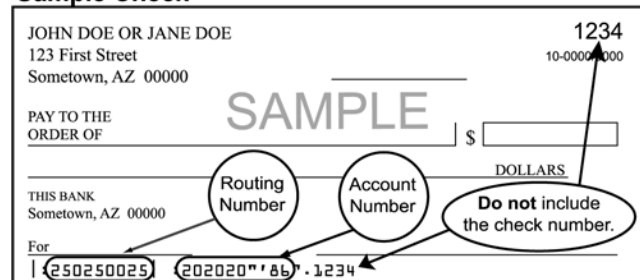 Sample Check
JOHN DOE OR JANE DOE
1234
123 First Street
Sometown, AZ 00000
SAMPLE
PAY TO THE
ORDER OF
$
DOLLARS
THIS BANK
Sometown, AZ 00000
Routing
Number
Account
Number
Do not include
the check number.
For
250250025
202020"'86".1234